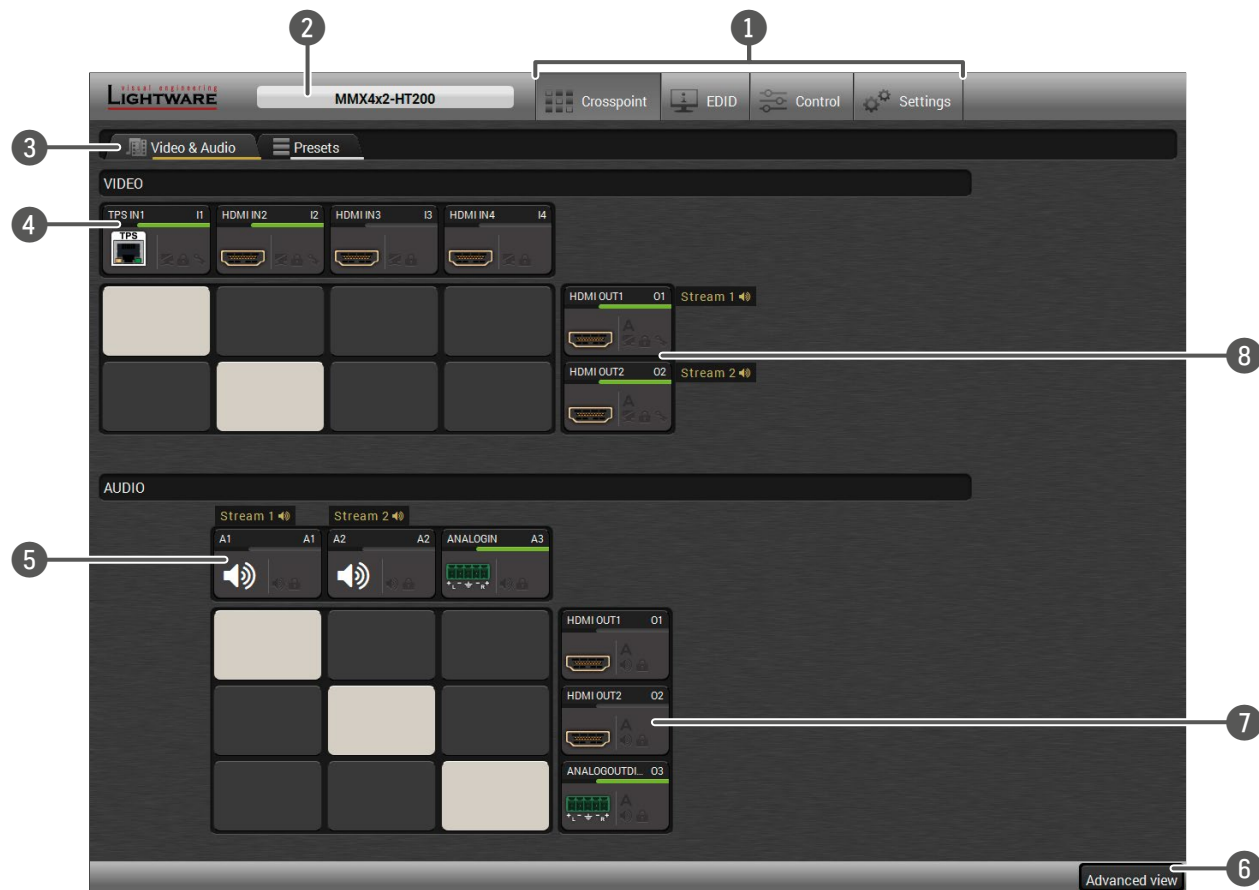 2 1
visual engineering
LIGHTWARE MMX4x2-HT200 Crosspoint EDID Control Settings
3 Video & Audio Presets
VIDEO
4 TPS IN1 I1 HDMI IN2 I2 HDMI IN3 I3 HDMI IN4 I4
TPS
HDMI OUT1 O1 Stream 1
A
8
HDMI OUT2 O2 Stream 2
A
AUDIO
Stream 1 Stream 2
A1 A1 A2 A2 ANALOGIN A3
5
+ L - - R +
HDMI OUT1 O1
A
HDMI OUT2 O2
A
7
ANALOGOUTDI... O3
A
+ L - - R +
6
Advanced view